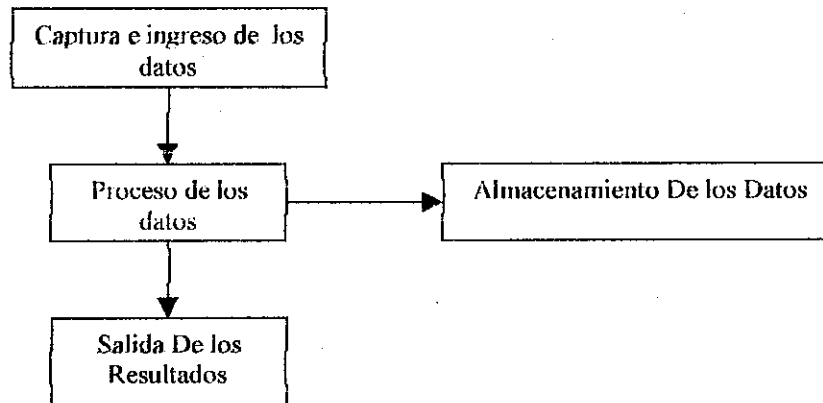 Captura e ingreso de los
datos
Proceso de los
datos
Almacenamiento De los Datos
Salida De los
Resultados